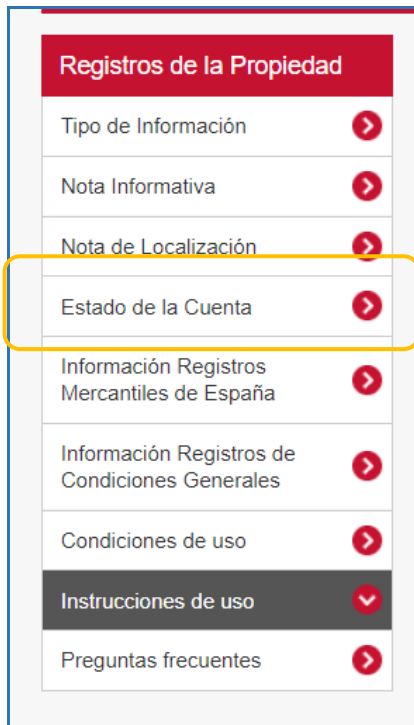 Registros de la Propiedad
Tipo de Información
Nota Informativa
Nota de Localización
Estado de la Cuenta
Información Registros
Mercantiles de España
Información Registros de
Condiciones Generales
Condiciones de uso
Instrucciones de uso
Preguntas frecuentes